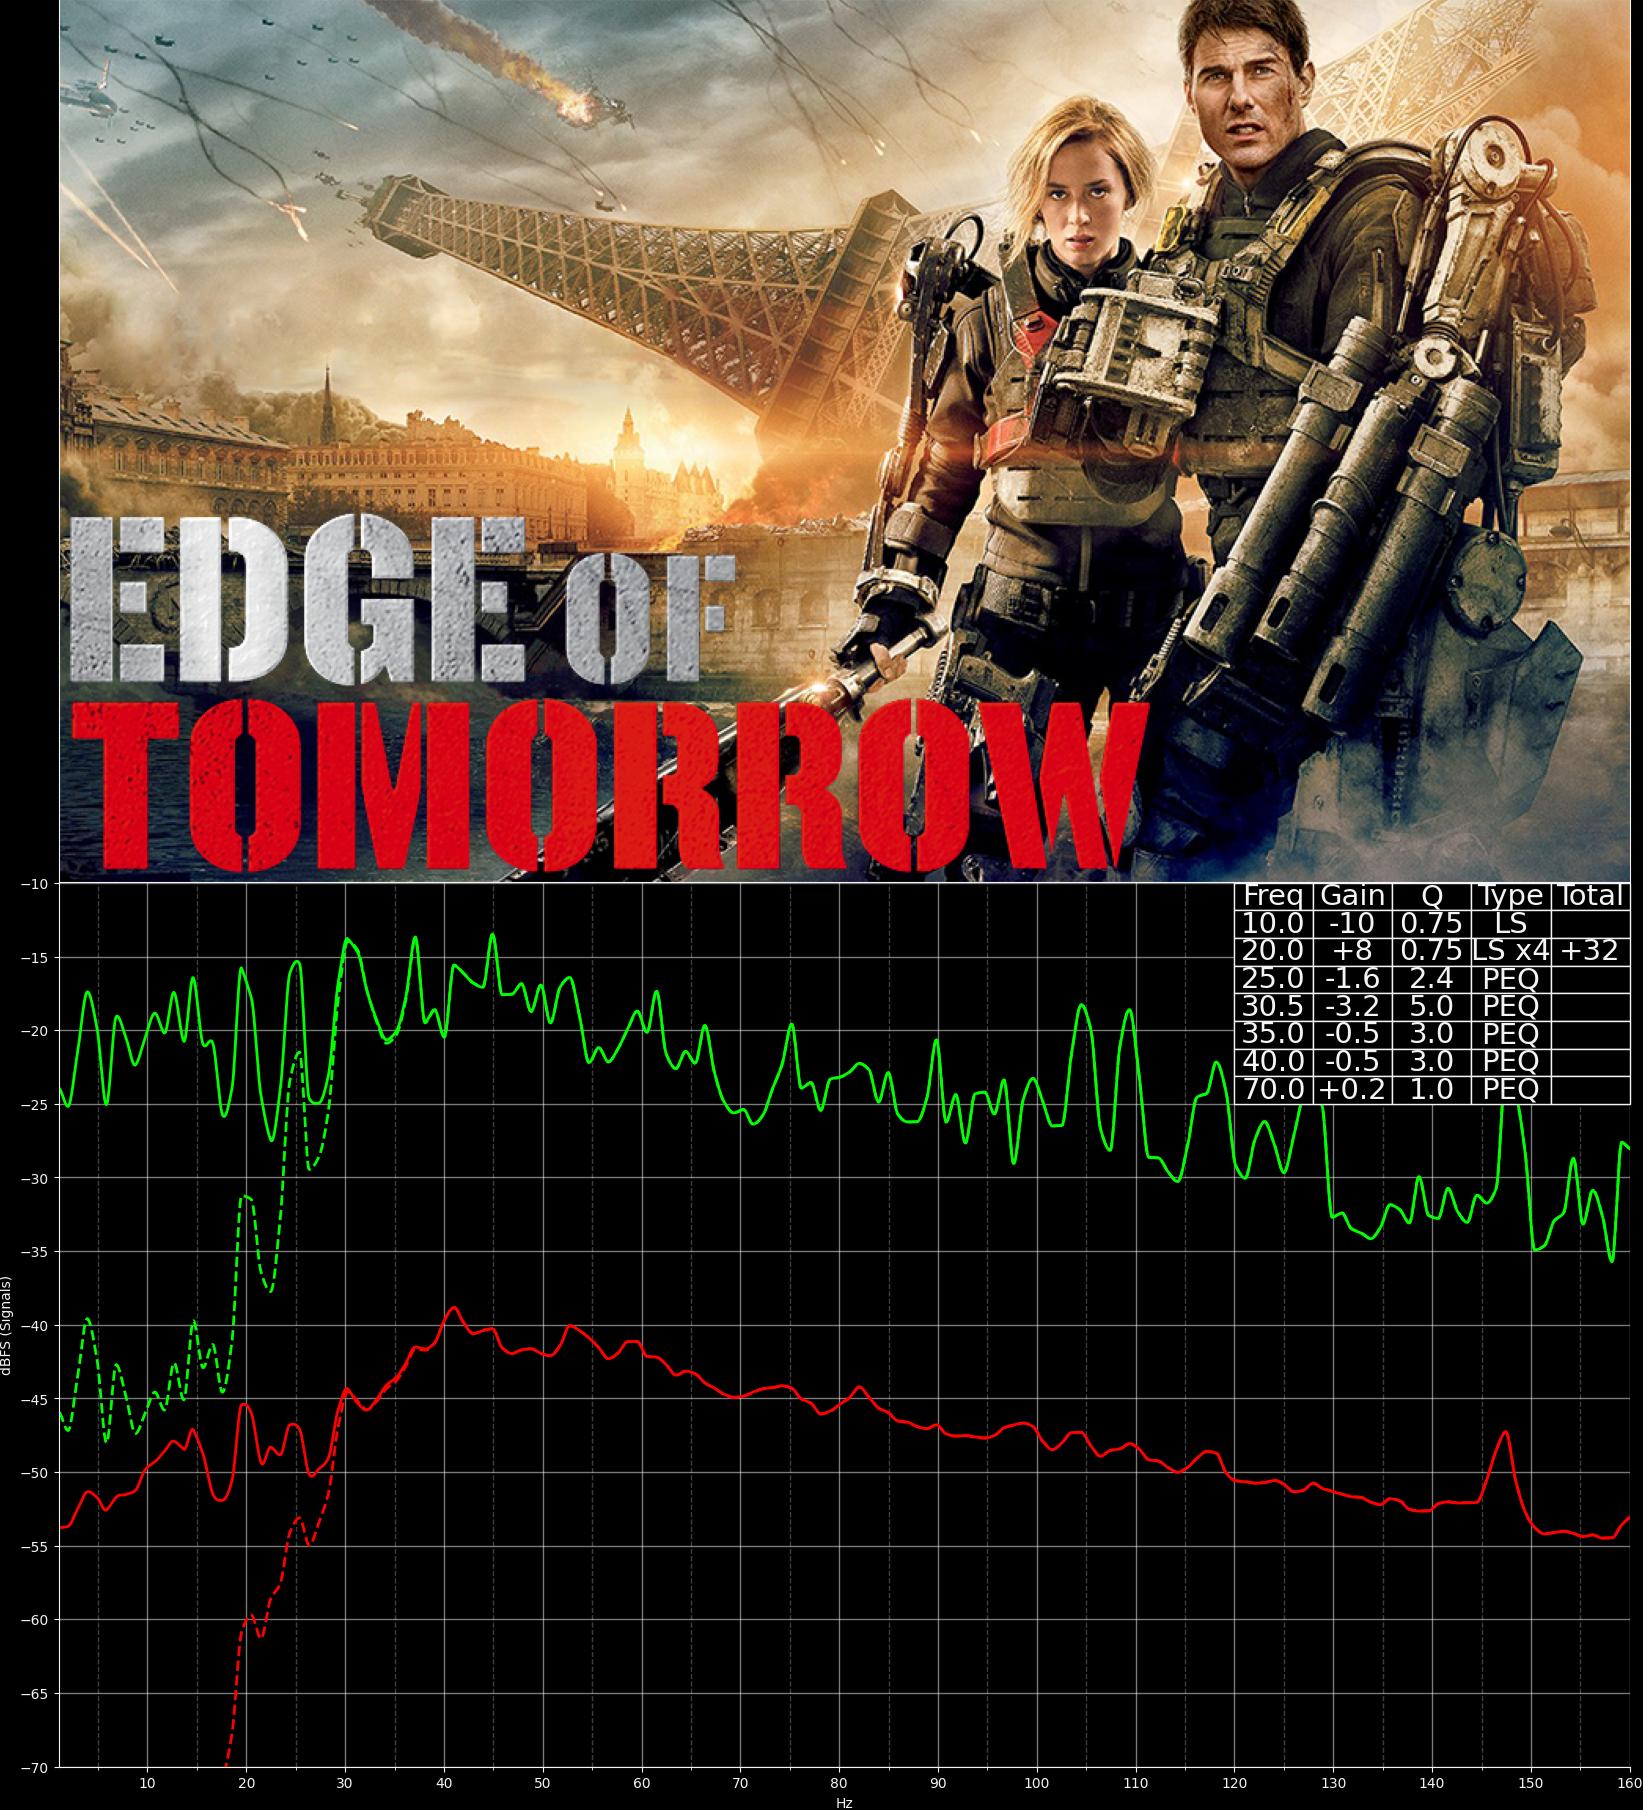 EDGE OF
TOMORROW
Freq Gain Q Type Total
10.0 -10 0.75 LS
20.0 +8 0.75 LS x4 +32
25.0 -1.6 2.4 PEQ
30.5 -3.2 5.0 PEQ
35.0 -0.5 3.0 PEQ
40.0 -0.5 3.0 PEQ
70.0 +0.2 1.0 PEQ
−10
−15
−20
−25
−30
−35
−40
−45
−50
−55
−60
−65
−70
dBFS (Signals)
10 20 30 40 50 60 70 80 90 100 110 120 130 140 150 160
Hz